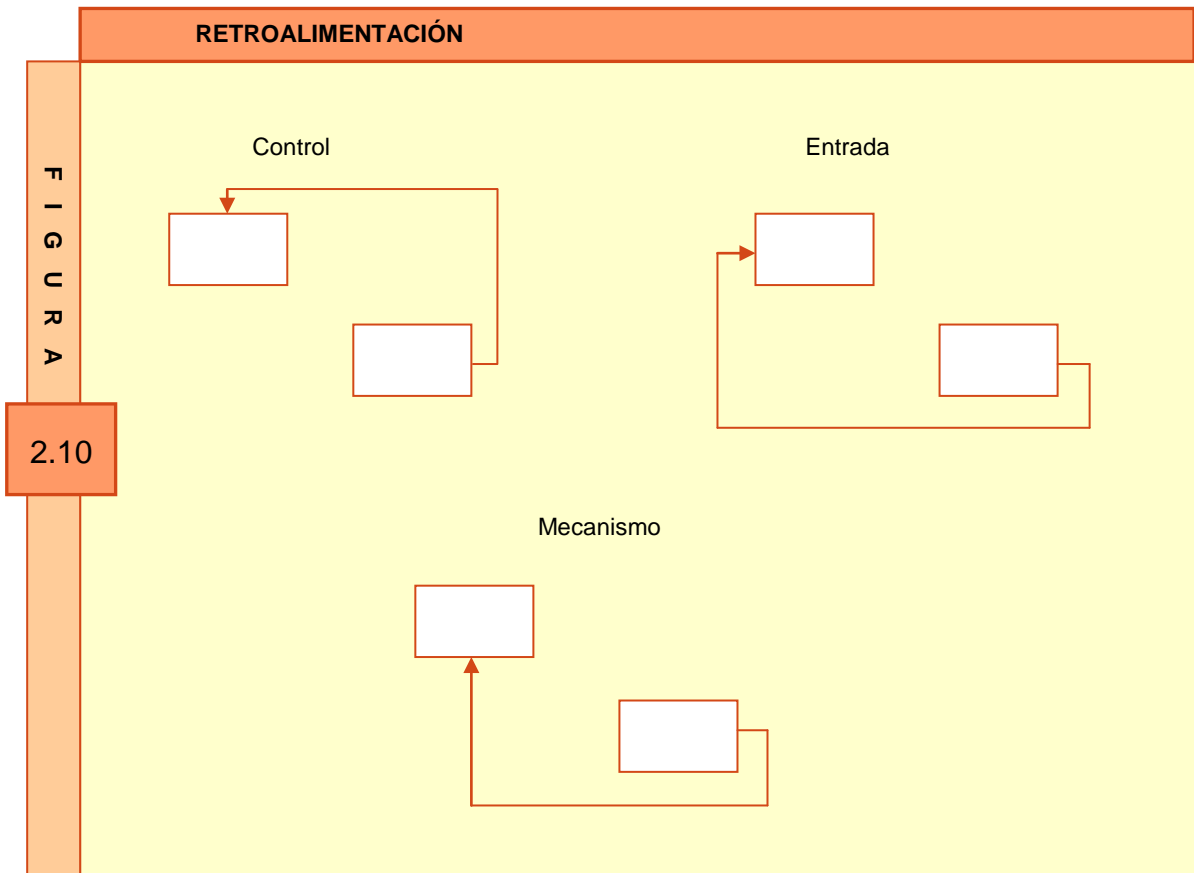 RETROALIMENTACIÓN
FIGURA
2.10
Control
Entrada
Mecanismo